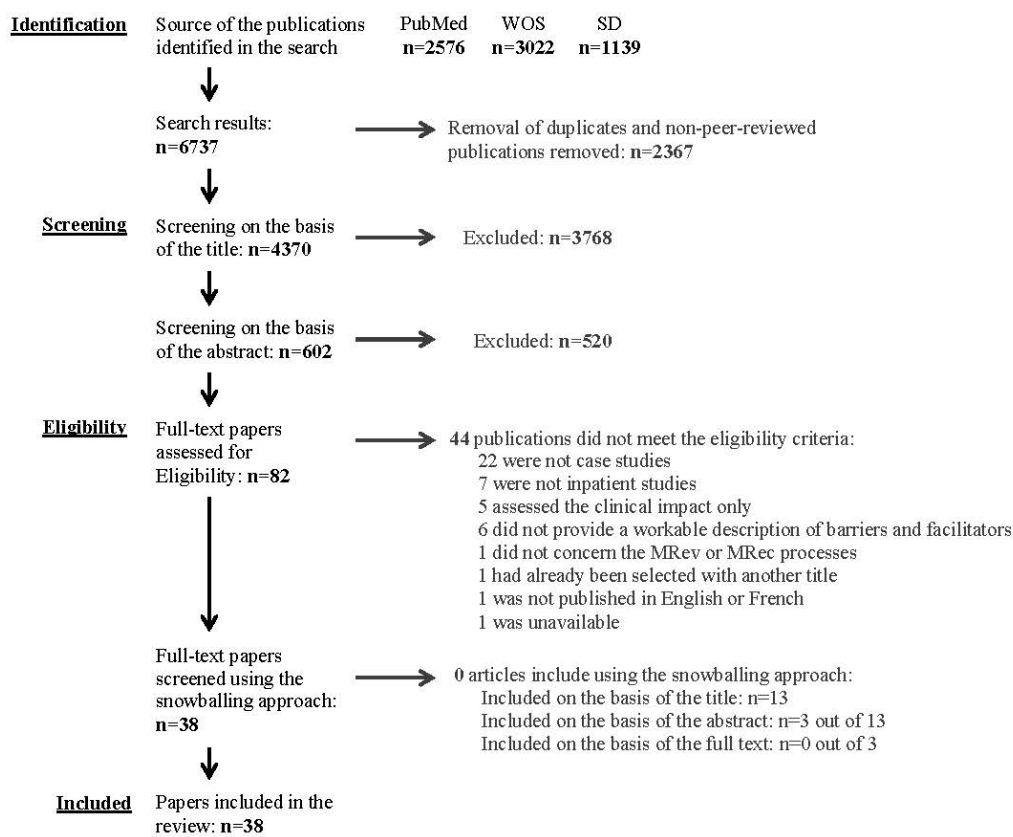 Identification
Source of the publications
identified in the search
PubMed WOS SD
n=2576 n=3022 n=1139
Search results:
n=6737
Removal of duplicates and non-peer-reviewed
publications removed: n=2367
Screening
Screening on the basis
of the title: n=4370
Excluded: n=3768
Screening on the basis
of the abstract: n=602
Excluded: n=520
Eligibility
Full-text papers
assessed for
Eligibility: n=82
44 publications did not meet the eligibility criteria:
22 were not case studies
7 were not inpatient studies
5 assessed the clinical impact only
6 did not provide a workable description of barriers and facilitators
1 did not concern the MRev or MRec processes
1 had already been selected with another title
1 was not published in English or French
1 was unavailable
Full-text papers
screened using the
snowballing approach:
n=38
0 articles include using the snowballing approach:
Included on the basis of the title: n=13
Included on the basis of the abstract: n=3 out of 13
Included on the basis of the full text: n=0 out of 3
Included
Papers included in the
review: n=38